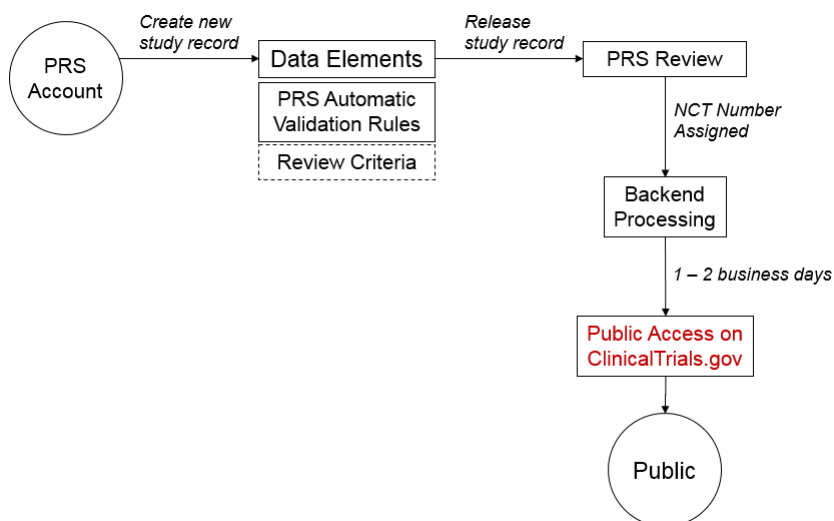 Create new
study record
Release
study record
PRS
Account
Data Elements
PRS Review
PRS Automatic
Validation Rules
Review Criteria
NCT Number
Assigned
Backend
Processing
1 – 2 business days
Public Access on
ClinicalTrials.gov
Public